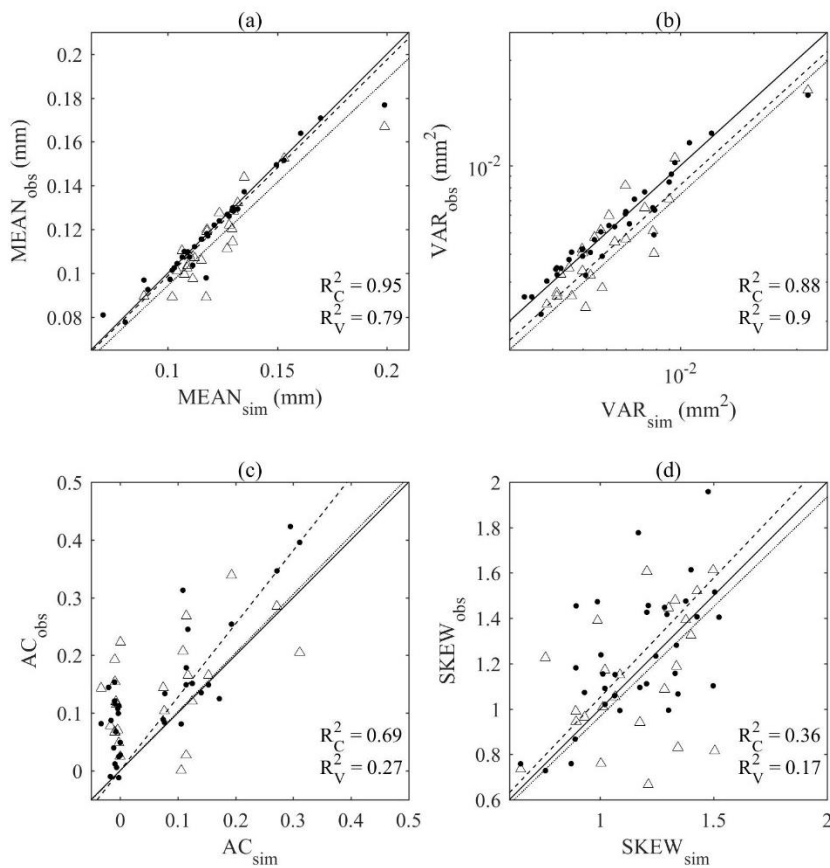 (a)
0.2
0.18
0.16
0.14
0.12
0.1
0.08
MEAN_obs (mm)
R_C^2 = 0.95
R_V^2 = 0.79
0.1
0.15
0.2
MEAN_sim (mm)
(b)
10^-2
VAR_obs (mm^2)
R_C^2 = 0.88
R_V^2 = 0.9
10^-2
VAR_sim (mm^2)
(c)
0.5
0.4
0.3
0.2
0.1
0
AC_obs
R_C^2 = 0.69
R_V^2 = 0.27
0
0.1
0.2
0.3
0.4
0.5
AC_sim
(d)
2
1.8
1.6
1.4
1.2
1
0.8
0.6
SKEW_obs
R_C^2 = 0.36
R_V^2 = 0.17
1
1.5
2
SKEW_sim